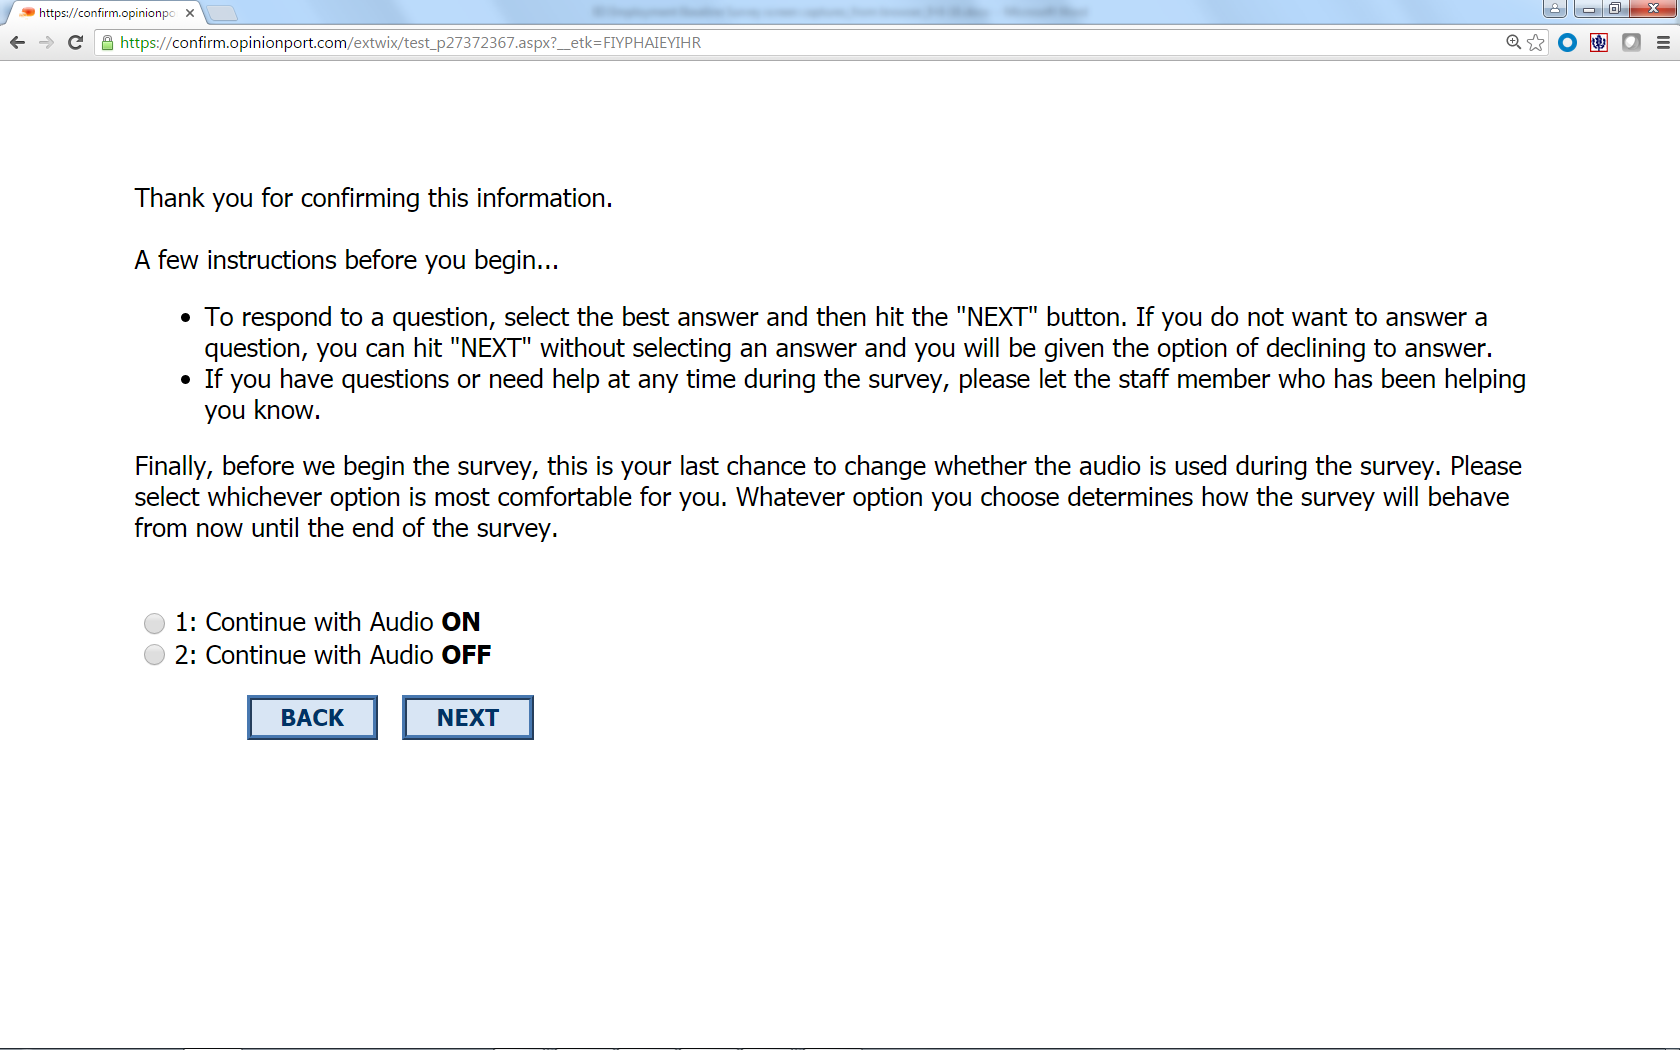 https://confirm.opinionpo
https://confirm.opinionport.com/extwix/test_p27372367.aspx?__etk=FIYPHAIEYIHR
Thank you for confirming this information.
A few instructions before you begin...
• To respond to a question, select the best answer and then hit the "NEXT" button. If you do not want to answer a
question, you can hit "NEXT" without selecting an answer and you will be given the option of declining to answer.
• If you have questions or need help at any time during the survey, please let the staff member who has been helping
you know.
Finally, before we begin the survey, this is your last chance to change whether the audio is used during the survey. Please
select whichever option is most comfortable for you. Whatever option you choose determines how the survey will behave
from now until the end of the survey.
1: Continue with Audio ON
2: Continue with Audio OFF
BACK NEXT